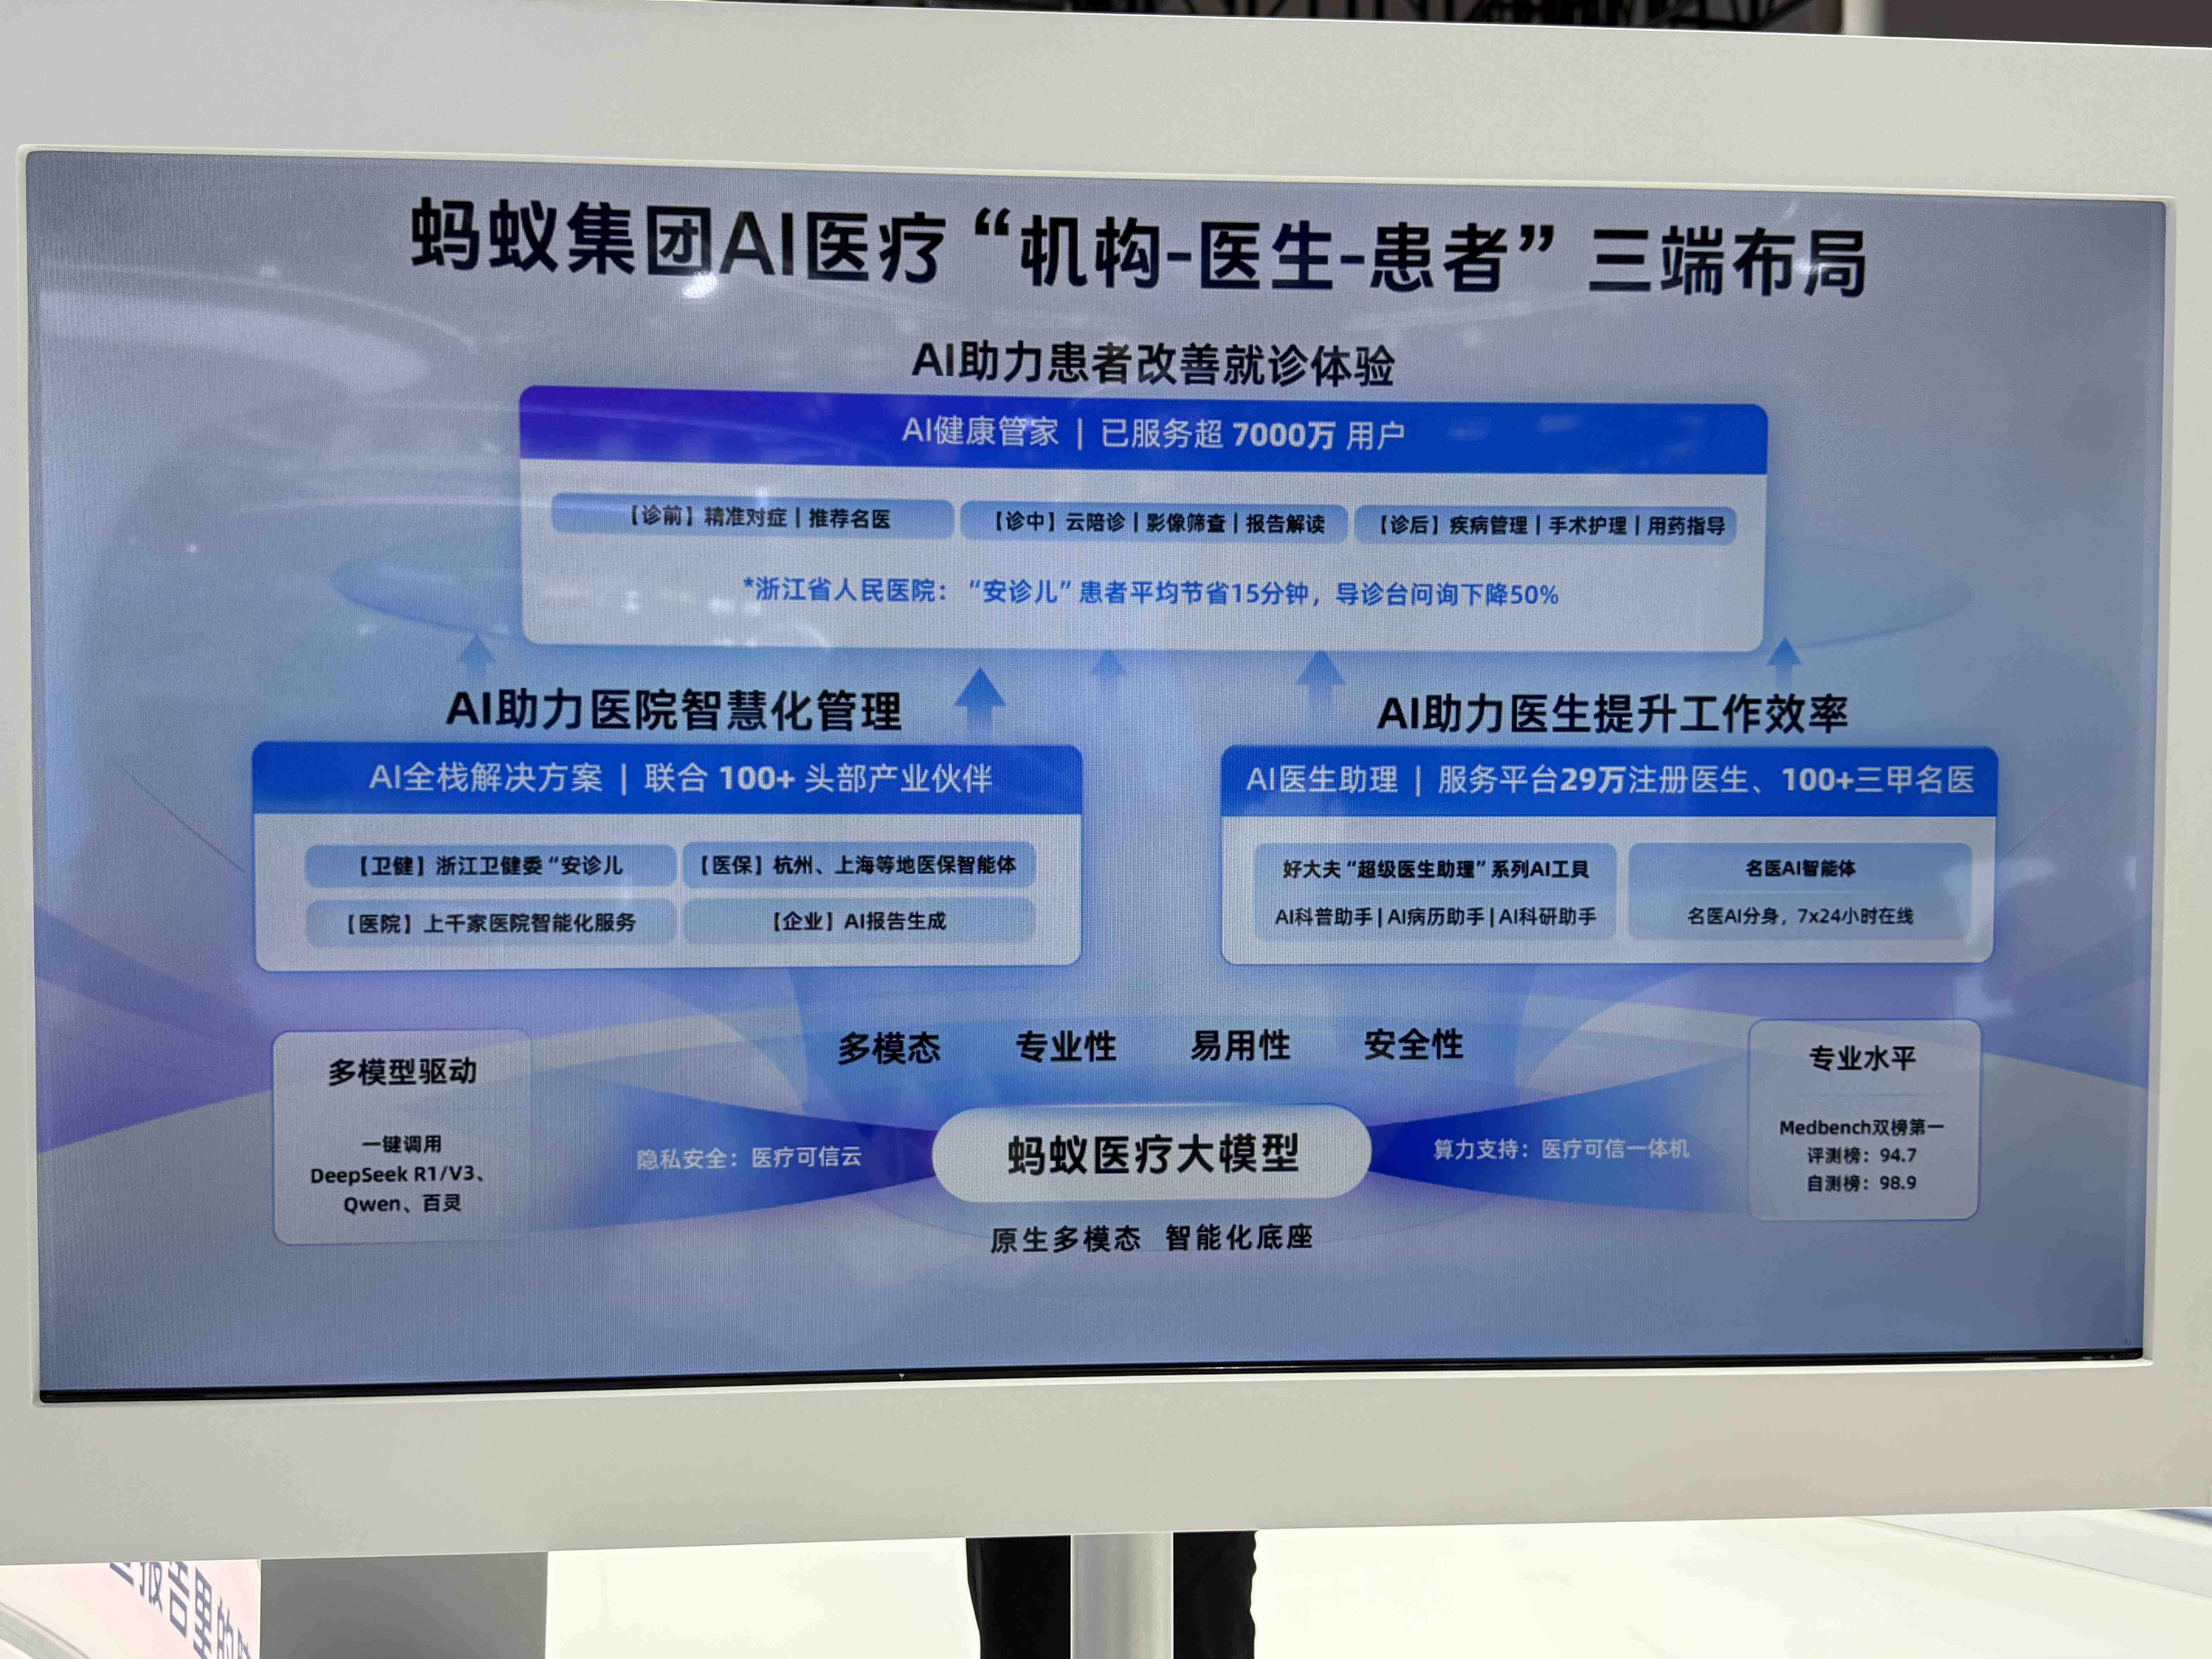 蚂蚁集团AI医疗“机构-医生-患者”三端布局
AI助力患者改善就诊体验
AI健康管家 | 已服务超 7000万 用户
【诊前】精准对症 | 推荐名医
【诊中】云陪诊 | 影像筛查 | 报告解读
【诊后】疾病管理 | 手术护理 | 用药指导
*浙江省人民医院：“安诊儿”患者平均节省15分钟，导诊台问询下降50%
AI助力医院智慧化管理
AI全栈解决方案 | 联合 100+ 头部产业伙伴
【卫健】浙江卫健委“安诊儿
【医保】杭州、上海等地医保智能体
【医院】上千家医院智能化服务
【企业】AI报告生成
AI助力医生提升工作效率
AI医生助理 | 服务平台29万注册医生、100+三甲名医
好大夫“超级医生助理”系列AI工具
AI科普助手 | AI病历助手 | AI科研助手
名医AI智能体
名医AI分身，7x24小时在线
多模态 专业性 易用性 安全性
多模型驱动
一键调用
DeepSeek R1/V3、
Qwen、百灵
隐私安全：医疗可信云
蚂蚁医疗大模型
算力支持：医疗可信一体机
原生多模态 智能化底座
专业水平
Medbench双榜第一
评测榜：94.7
自测榜：98.9
报告里的